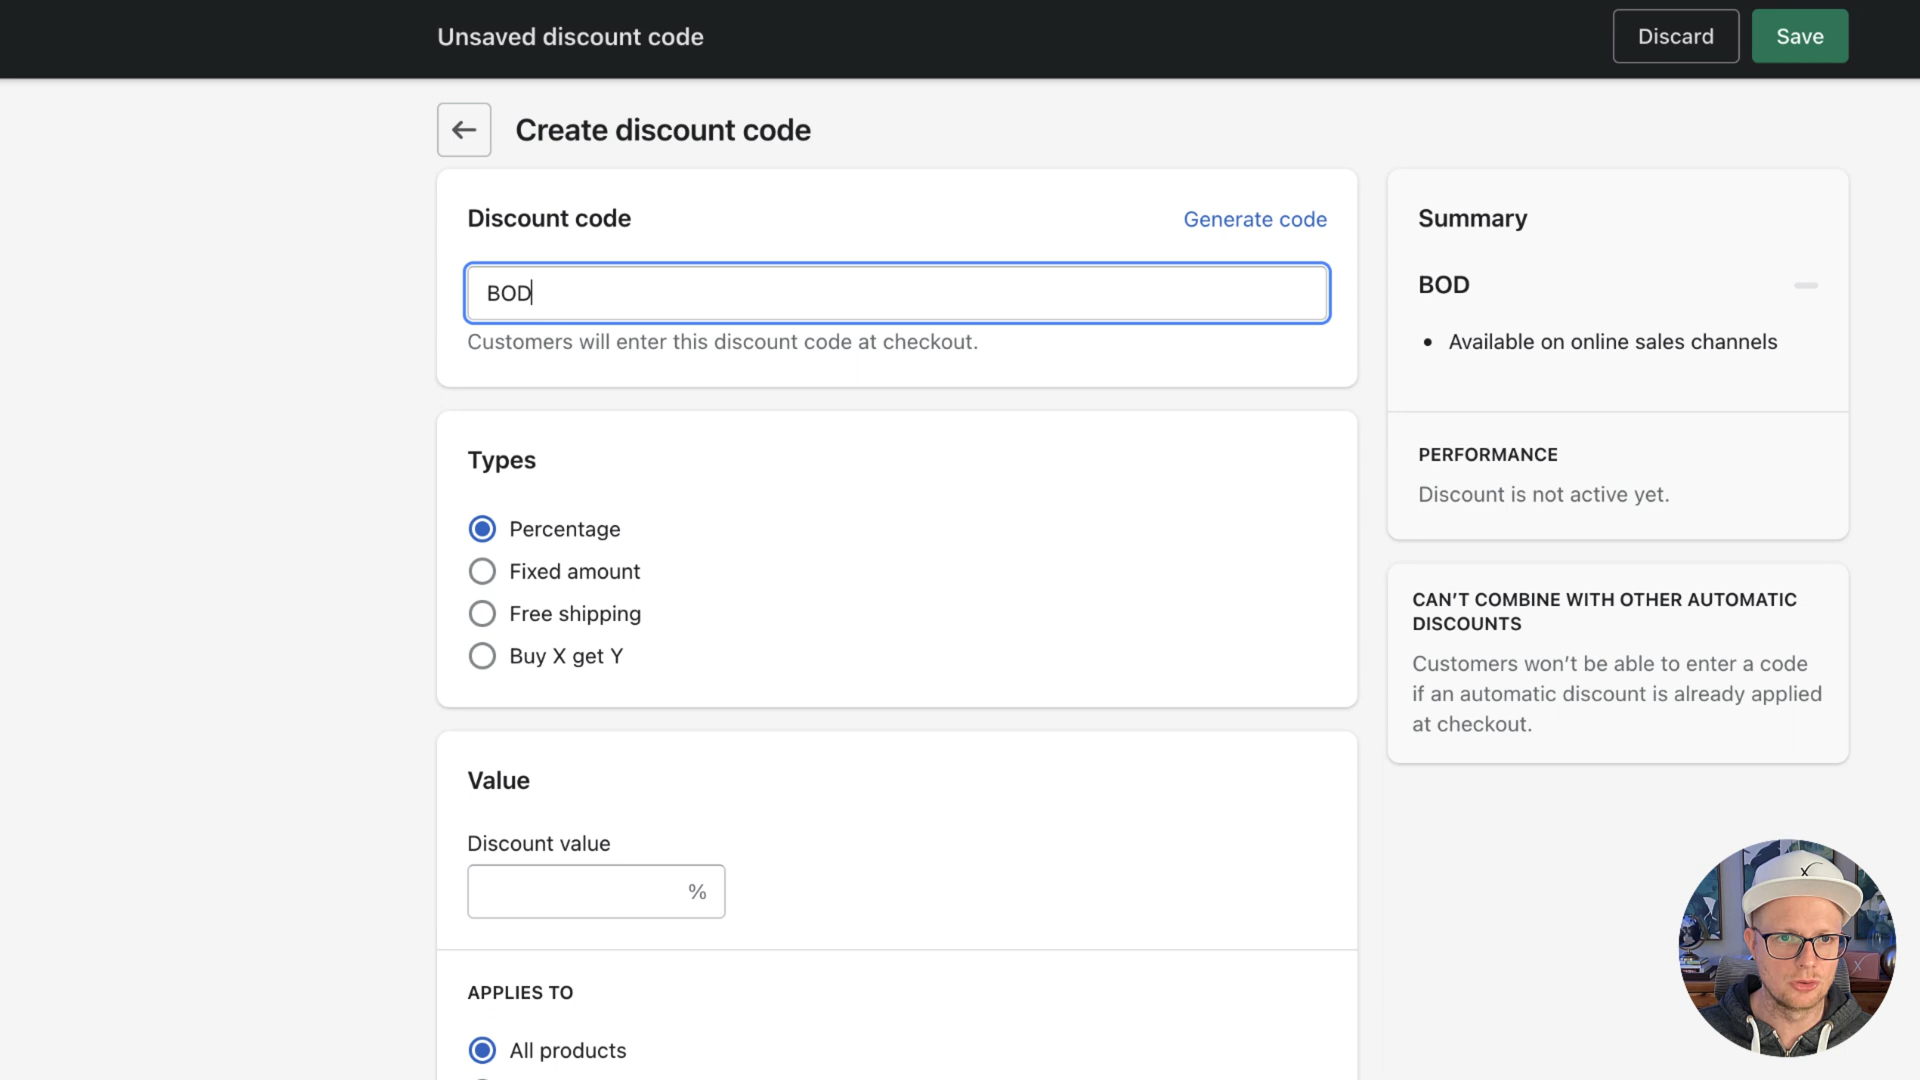 Unsaved discount code
Discard
Save
Create discount code
Discount code
Generate code
BOD
Customers will enter this discount code at checkout.
Types
Percentage
Fixed amount
Free shipping
Buy X get Y
Value
Discount value
%
APPLIES TO
All products
Summary
BOD
• Available on online sales channels
PERFORMANCE
Discount is not active yet.
CAN’T COMBINE WITH OTHER AUTOMATIC
DISCOUNTS
Customers won’t be able to enter a code
if an automatic discount is already applied
at checkout.